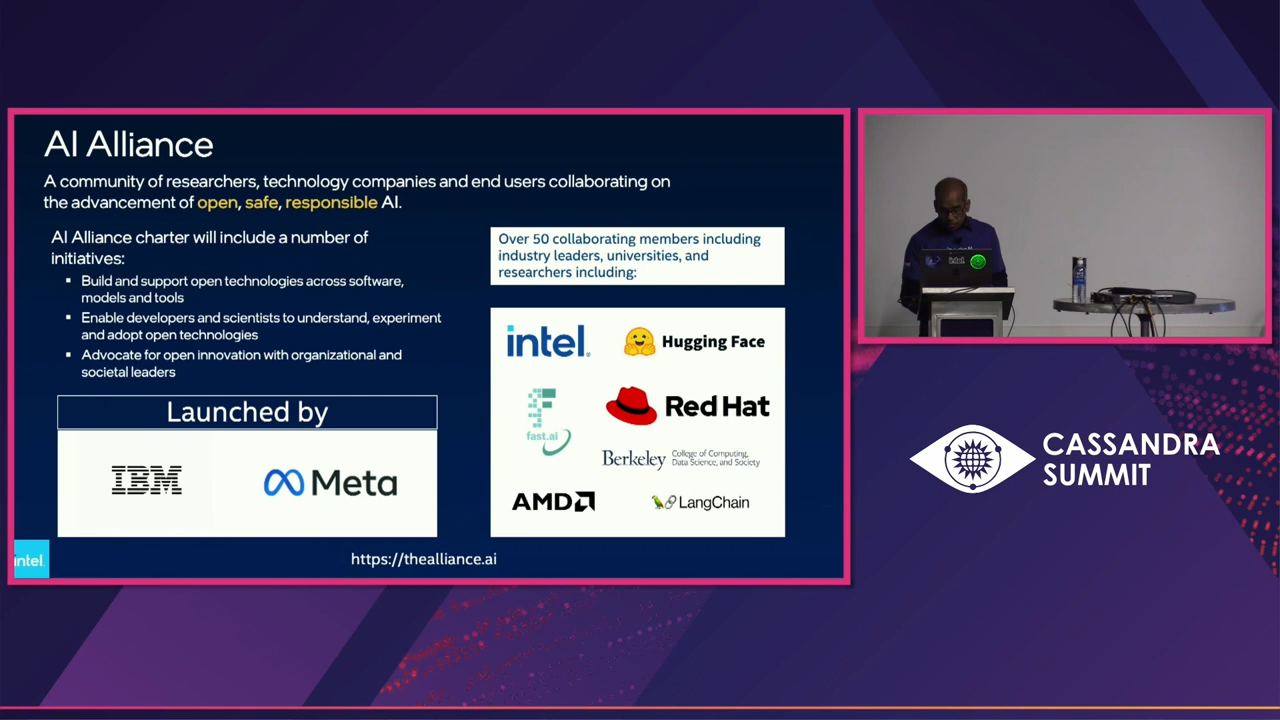 AI Alliance
A community of researchers, technology companies and end users collaborating on
the advancement of open, safe, responsible AI.
AI Alliance charter will include a number of
initiatives:
▪ Build and support open technologies across software,
models and tools
▪ Enable developers and scientists to understand, experiment
and adopt open technologies
▪ Advocate for open innovation with organizational and
societal leaders
Launched by
IBM
Meta
Over 50 collaborating members including
industry leaders, universities, and
researchers including:
intel.
Hugging Face
fast.ai
Red Hat
Berkeley College of Computing,
Data Science, and Society
AMD
LangChain
intel.
https://thealliance.ai
intel
CASSANDRA
SUMMIT